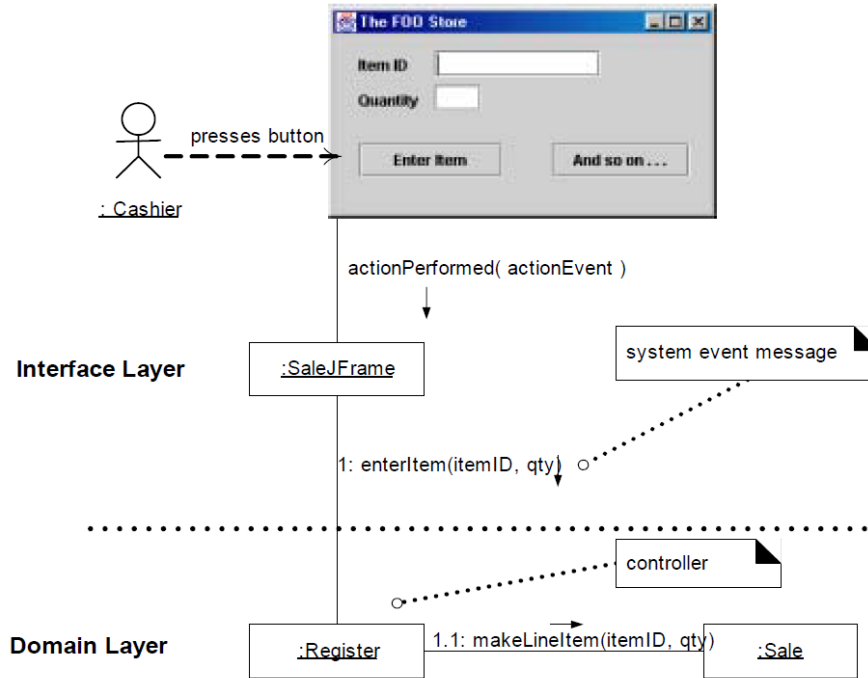 The FOO Store
Item ID
Quantity
presses button
Enter Item
And so on . . .
: Cashier
actionPerformed( actionEvent )
system event message
Interface Layer
:SaleJFrame
1: enterItem(itemID, qty)
controller
Domain Layer
:Register
1.1: makeLineItem(itemID, qty)
:Sale